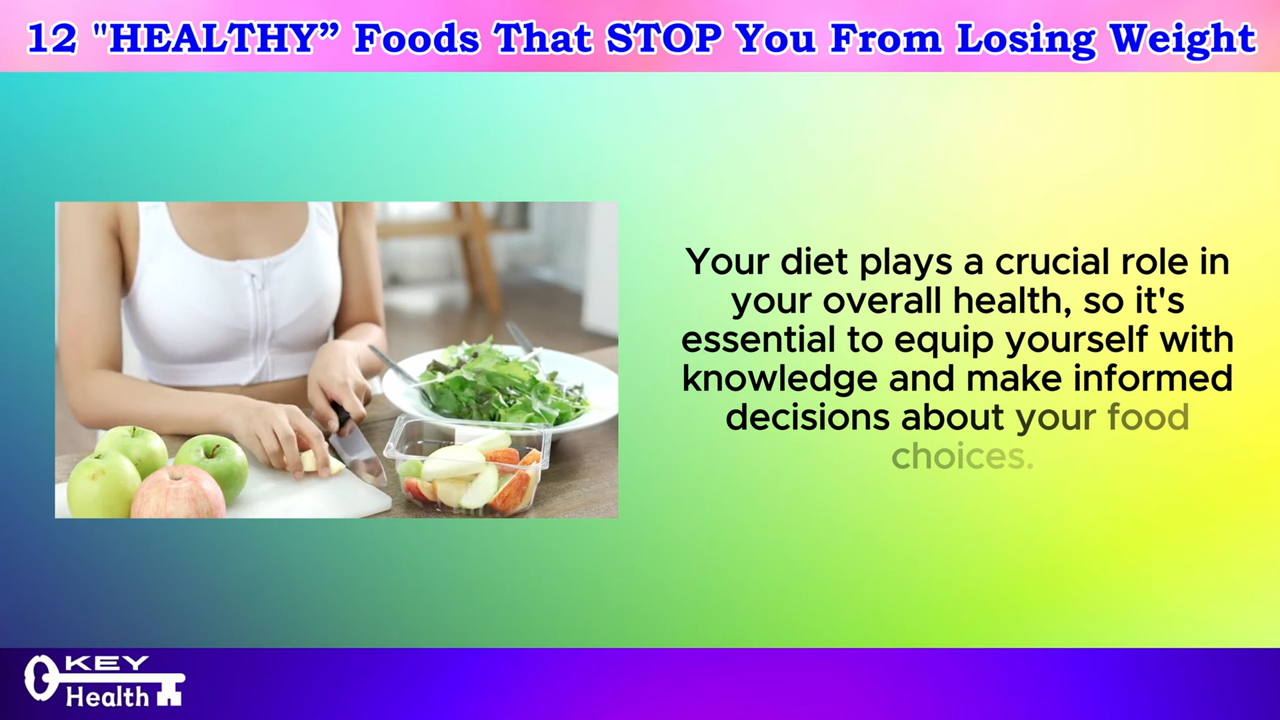 12 "HEALTHY” Foods That STOP You From Losing Weight
Your diet plays a crucial role in
your overall health, so it's
essential to equip yourself with
knowledge and make informed
decisions about your food
choices.
KEY
Health